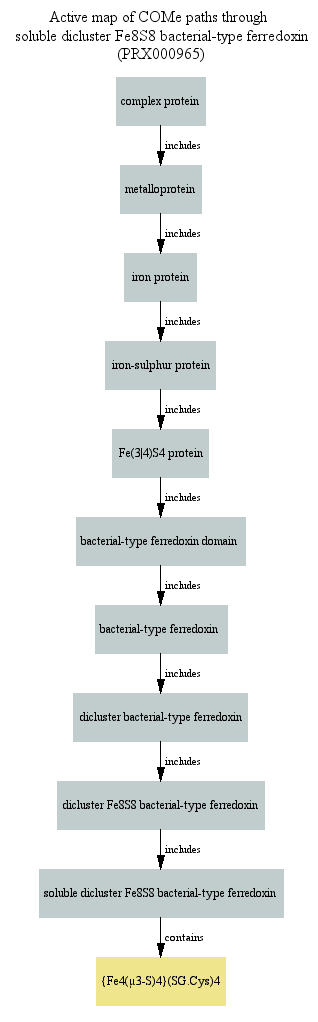 Active map of COMe paths through
soluble dicluster Fe8S8 bacterial-type ferredoxin
(PRX000965)
complex protein
includes
metalloprotein
includes
iron protein
includes
iron-sulphur protein
includes
Fe(3|4)S4 protein
includes
bacterial-type ferredoxin domain
includes
bacterial-type ferredoxin
includes
dicluster bacterial-type ferredoxin
includes
dicluster Fe8S8 bacterial-type ferredoxin
includes
soluble dicluster Fe8S8 bacterial-type ferredoxin
contains
{Fe4(μ3-S)4}(SG.Cys)4